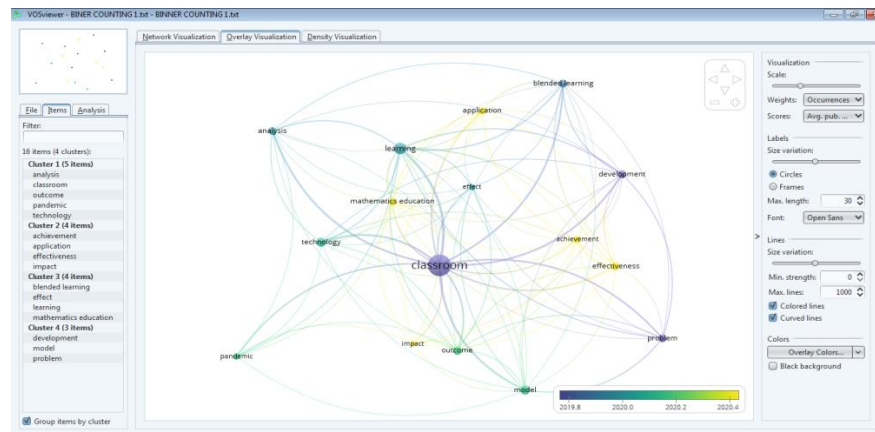 VOSviewer - BINER COUNTING 1.txt - BINNER COUNTING 1.txt
Network Visualization Overlay Visualization Density Visualization
File Items Analysis
Filter:
16 items (4 clusters):
Cluster 1 (5 items)
analysis
classroom
outcome
pandemic
technology
Cluster 2 (4 items)
achievement
application
effectiveness
impact
Cluster 3 (4 items)
blended learning
effect
learning
mathematics education
Cluster 4 (3 items)
development
model
problem
Group items by cluster
blended learning
application
analysis
learning
development
effect
mathematics education
technology
achievement
classroom
effectiveness
problem
impact
outcome
pandemic
model
2019.8 2020.0 2020.2 2020.4
>
Visualization
Scale:
Weights: Occurrences
Scores: Avg. pub. ...
Labels
Size variation:
Circles
Frames
Max. length: 30
Font: Open Sans
Lines
Size variation:
Min. strength: 0
Max. lines: 1000
Colored lines
Curved lines
Colors
Overlay Colors...
Black background